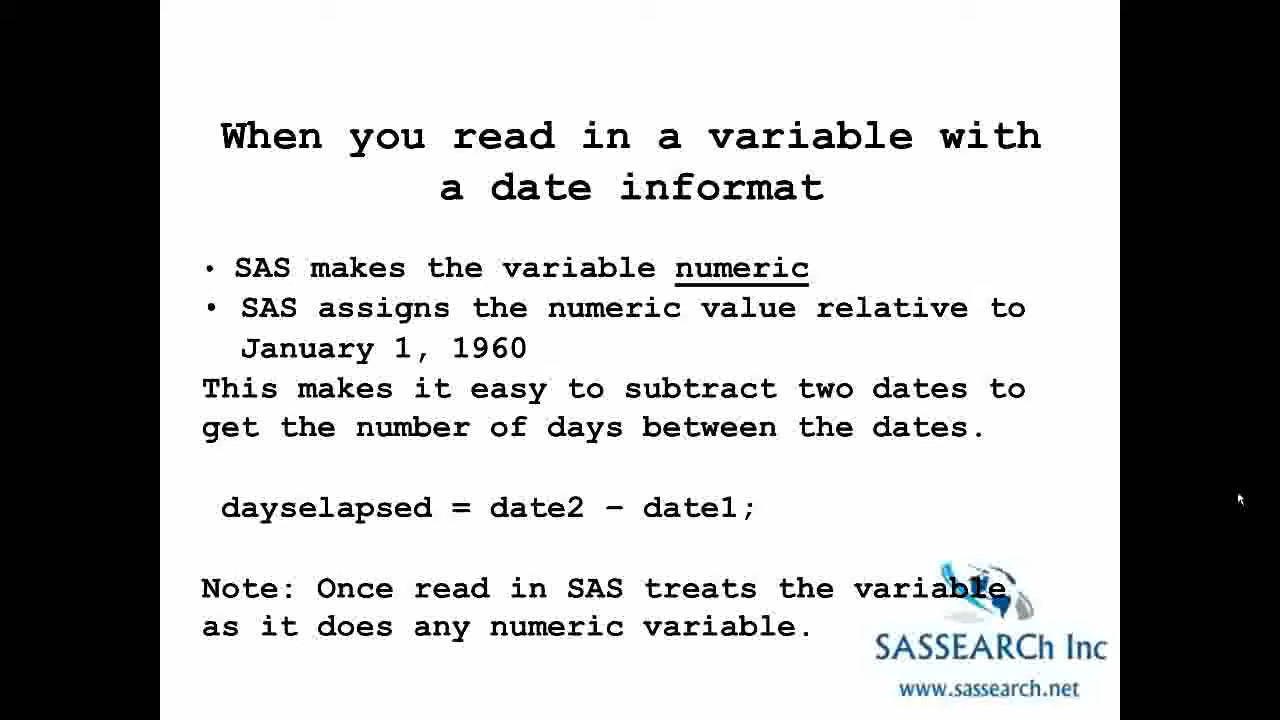 When you read in a variable with
a date informat
• SAS makes the variable numeric
• SAS assigns the numeric value relative to
January 1, 1960
This makes it easy to subtract two dates to
get the number of days between the dates.
dayselapsed = date2 – date1;
Note: Once read in SAS treats the variable
as it does any numeric variable.
SASSEARCh Inc
www.sassearch.net